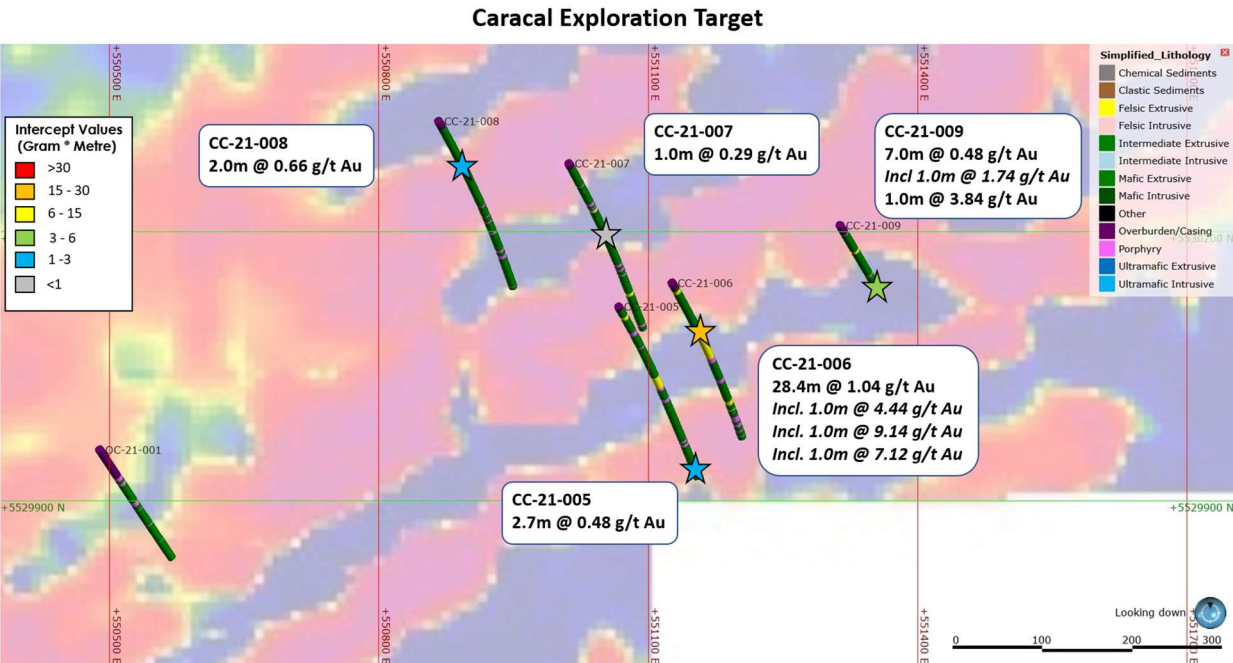 Caracal Exploration Target
+550500 E
+550800 E
+551100 E
+551400 E
Simplified_Lithology
Chemical Sediments
Clastic Sediments
Felsic Extrusive
Felsic Intrusive
Intermediate Extrusive
Intermediate Intrusive
Mafic Extrusive
Mafic Intrusive
Other
Overburden/Casing
Porphyry
Ultramafic Extrusive
Ultramafic Intrusive
Intercept Values
(Gram * Metre)
>30
15 - 30
6 - 15
3 - 6
1 -3
<1
CC-21-008
2.0m @ 0.66 g/t Au
CC-21-008
CC-21-007
1.0m @ 0.29 g/t Au
CC-21-007
CC-21-009
7.0m @ 0.48 g/t Au
Incl 1.0m @ 1.74 g/t Au
1.0m @ 3.84 g/t Au
CC-21-009
+5530200 N
CC-21-006
CC-21-005
CC-21-006
28.4m @ 1.04 g/t Au
Incl. 1.0m @ 4.44 g/t Au
Incl. 1.0m @ 9.14 g/t Au
Incl. 1.0m @ 7.12 g/t Au
OC-21-001
CC-21-005
2.7m @ 0.48 g/t Au
+5529900 N
+5529900 N
Looking down
0 100 200 300
+550500 E
+550800 E
+551100 E
+551400 E
+551700 E